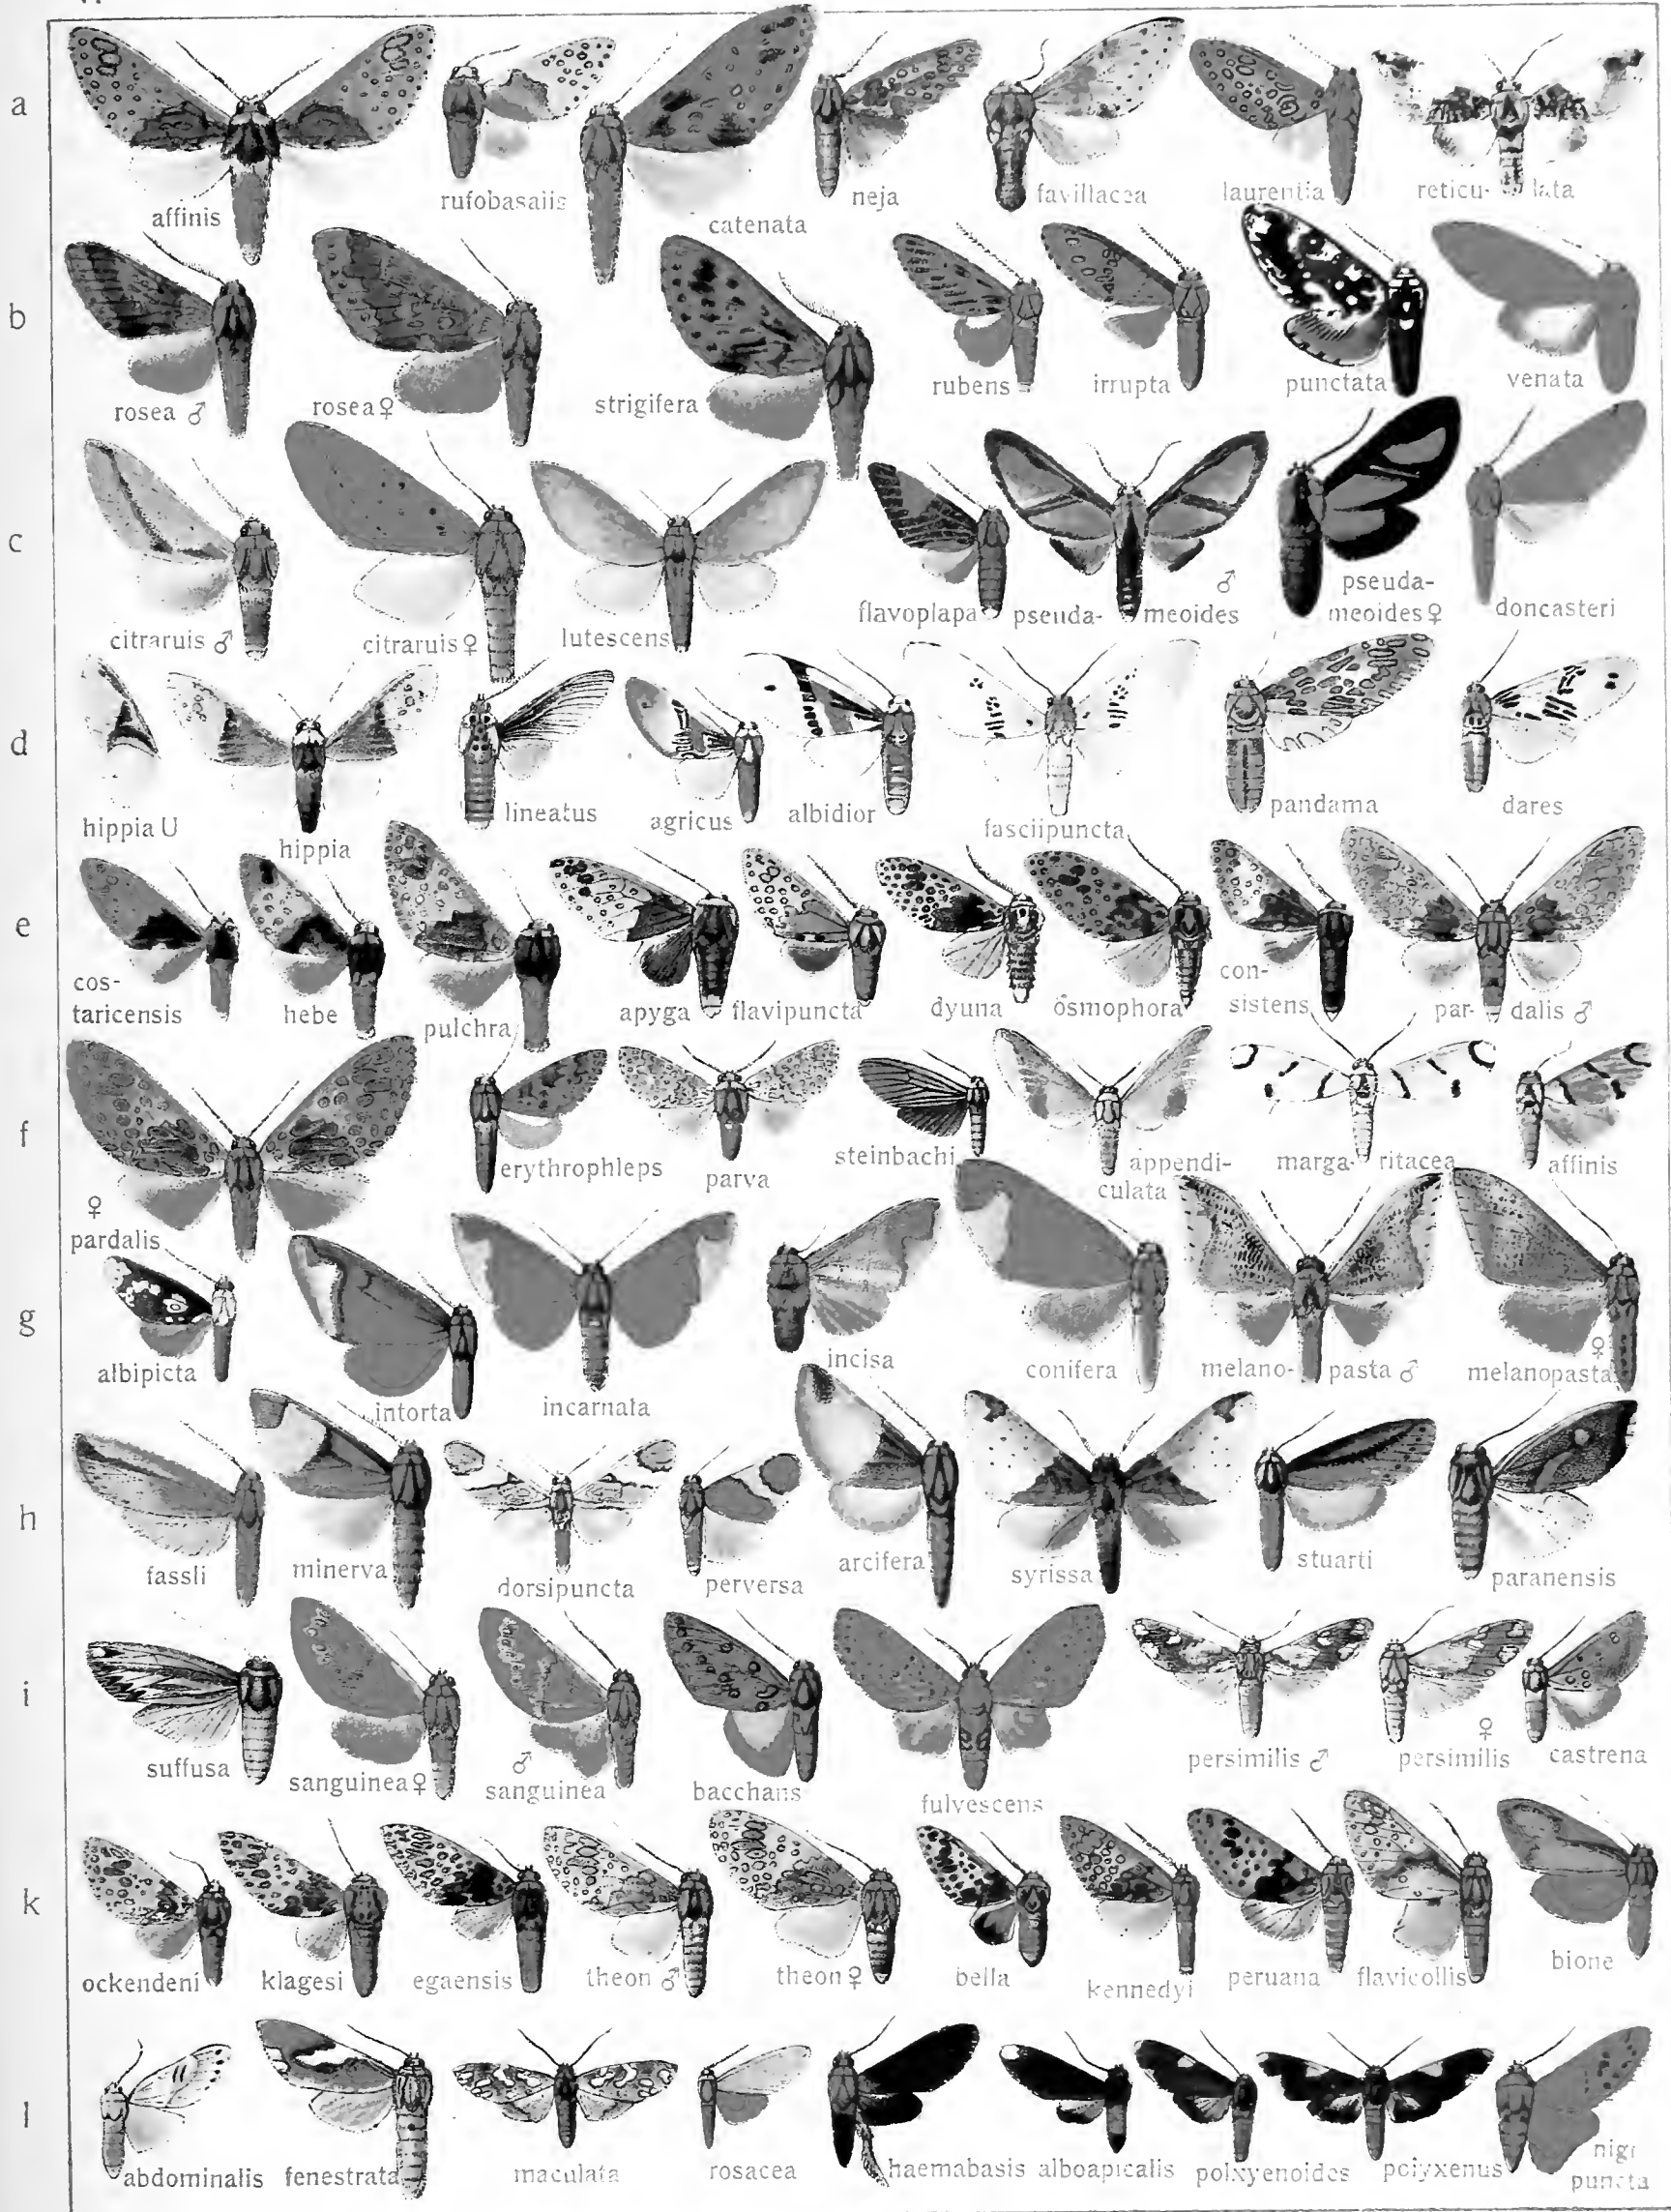 a
affinis
rufobasalis
catenata
neja
favillacea
laurentia
reticu- lata
b
rosea ♂
rosea ♀
strigifera
rubens
irrupta
punctata
venata
c
citraruis ♂
citraruis ♀
lutescens
flavoplapa
pseuda- meoides ♂
pseuda-
meoides ♀
doncasteri
d
hippia U
hippia
lineatus
agricus
albidior
fasciipuncta
pandama
dares
e
cos-
taricensis
hebe
pulchra
apyga
flavipuncta
dyuna
osmophora
con-
sistens
par- dalis ♂
f
♀
pardalis
erythrophleps
parva
steinbachi
appendi-
culata
marga- ritacea
affinis
g
albipicta
intorta
incarnata
incisa
conifera
melano- pasta ♂
♀
melanopasta
h
fassli
minerva
dorsipuncta
perversa
arcifera
syrissa
stuarti
paranensis
i
suffusa
sanguinea ♀
♂
sanguinea
bacchans
fulvescens
persimilis ♂
♀
persimilis
castrena
k
ockendeni
klagesi
egaensis
theon ♂
theon ♀
bella
kennedyi
peruana
flavicollis
bione
l
abdominalis
fenestrata
maculata
rosacea
haemabasis
alboapicalis
polxyenoides
polyxenus
nigr
puncta